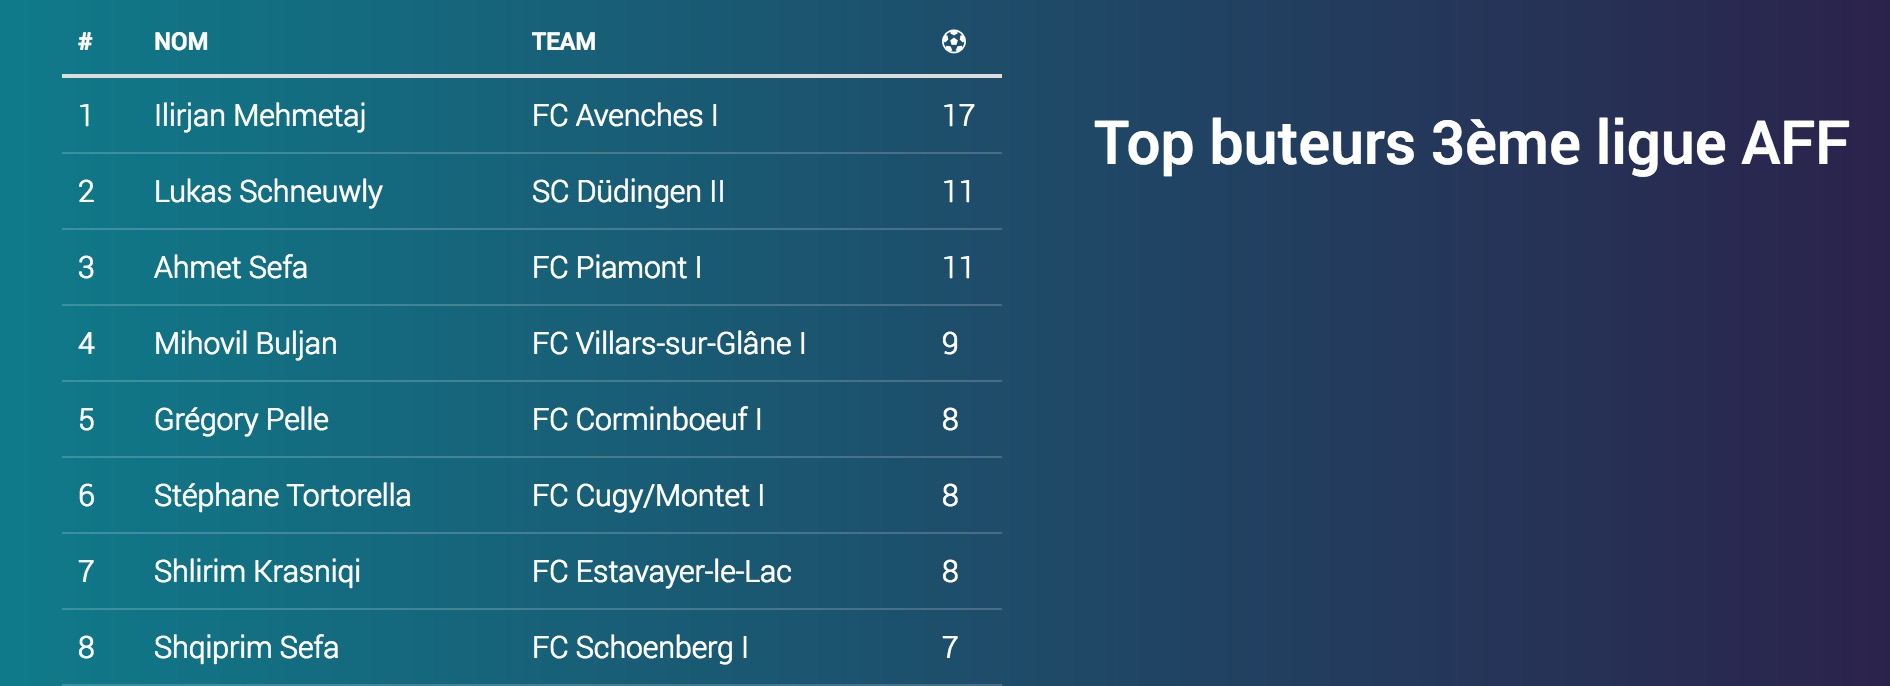 # NOM TEAM ⚽
1 Ilirjan Mehmetaj FC Avenches I 17
2 Lukas Schneuwly SC Düdingen II 11
3 Ahmet Sefa FC Piamont I 11
4 Mihovil Buljan FC Villars-sur-Glâne I 9
5 Grégory Pelle FC Corminboeuf I 8
6 Stéphane Tortorella FC Cugy/Montet I 8
7 Shlirim Krasniqi FC Estavayer-le-Lac 8
8 Shqiprim Sefa FC Schoenberg I 7
Top buteurs 3ème ligue AFF